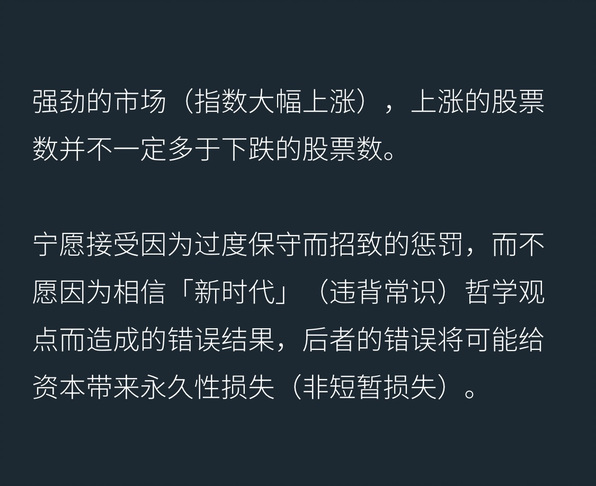 强劲的市场（指数大幅上涨），上涨的股票
数并不一定多于下跌的股票数。
宁愿接受因为过度保守而招致的惩罚，而不
愿因为相信「新时代」（违背常识）哲学观
点而造成的错误结果，后者的错误将可能给
资本带来永久性损失（非短暂损失）。